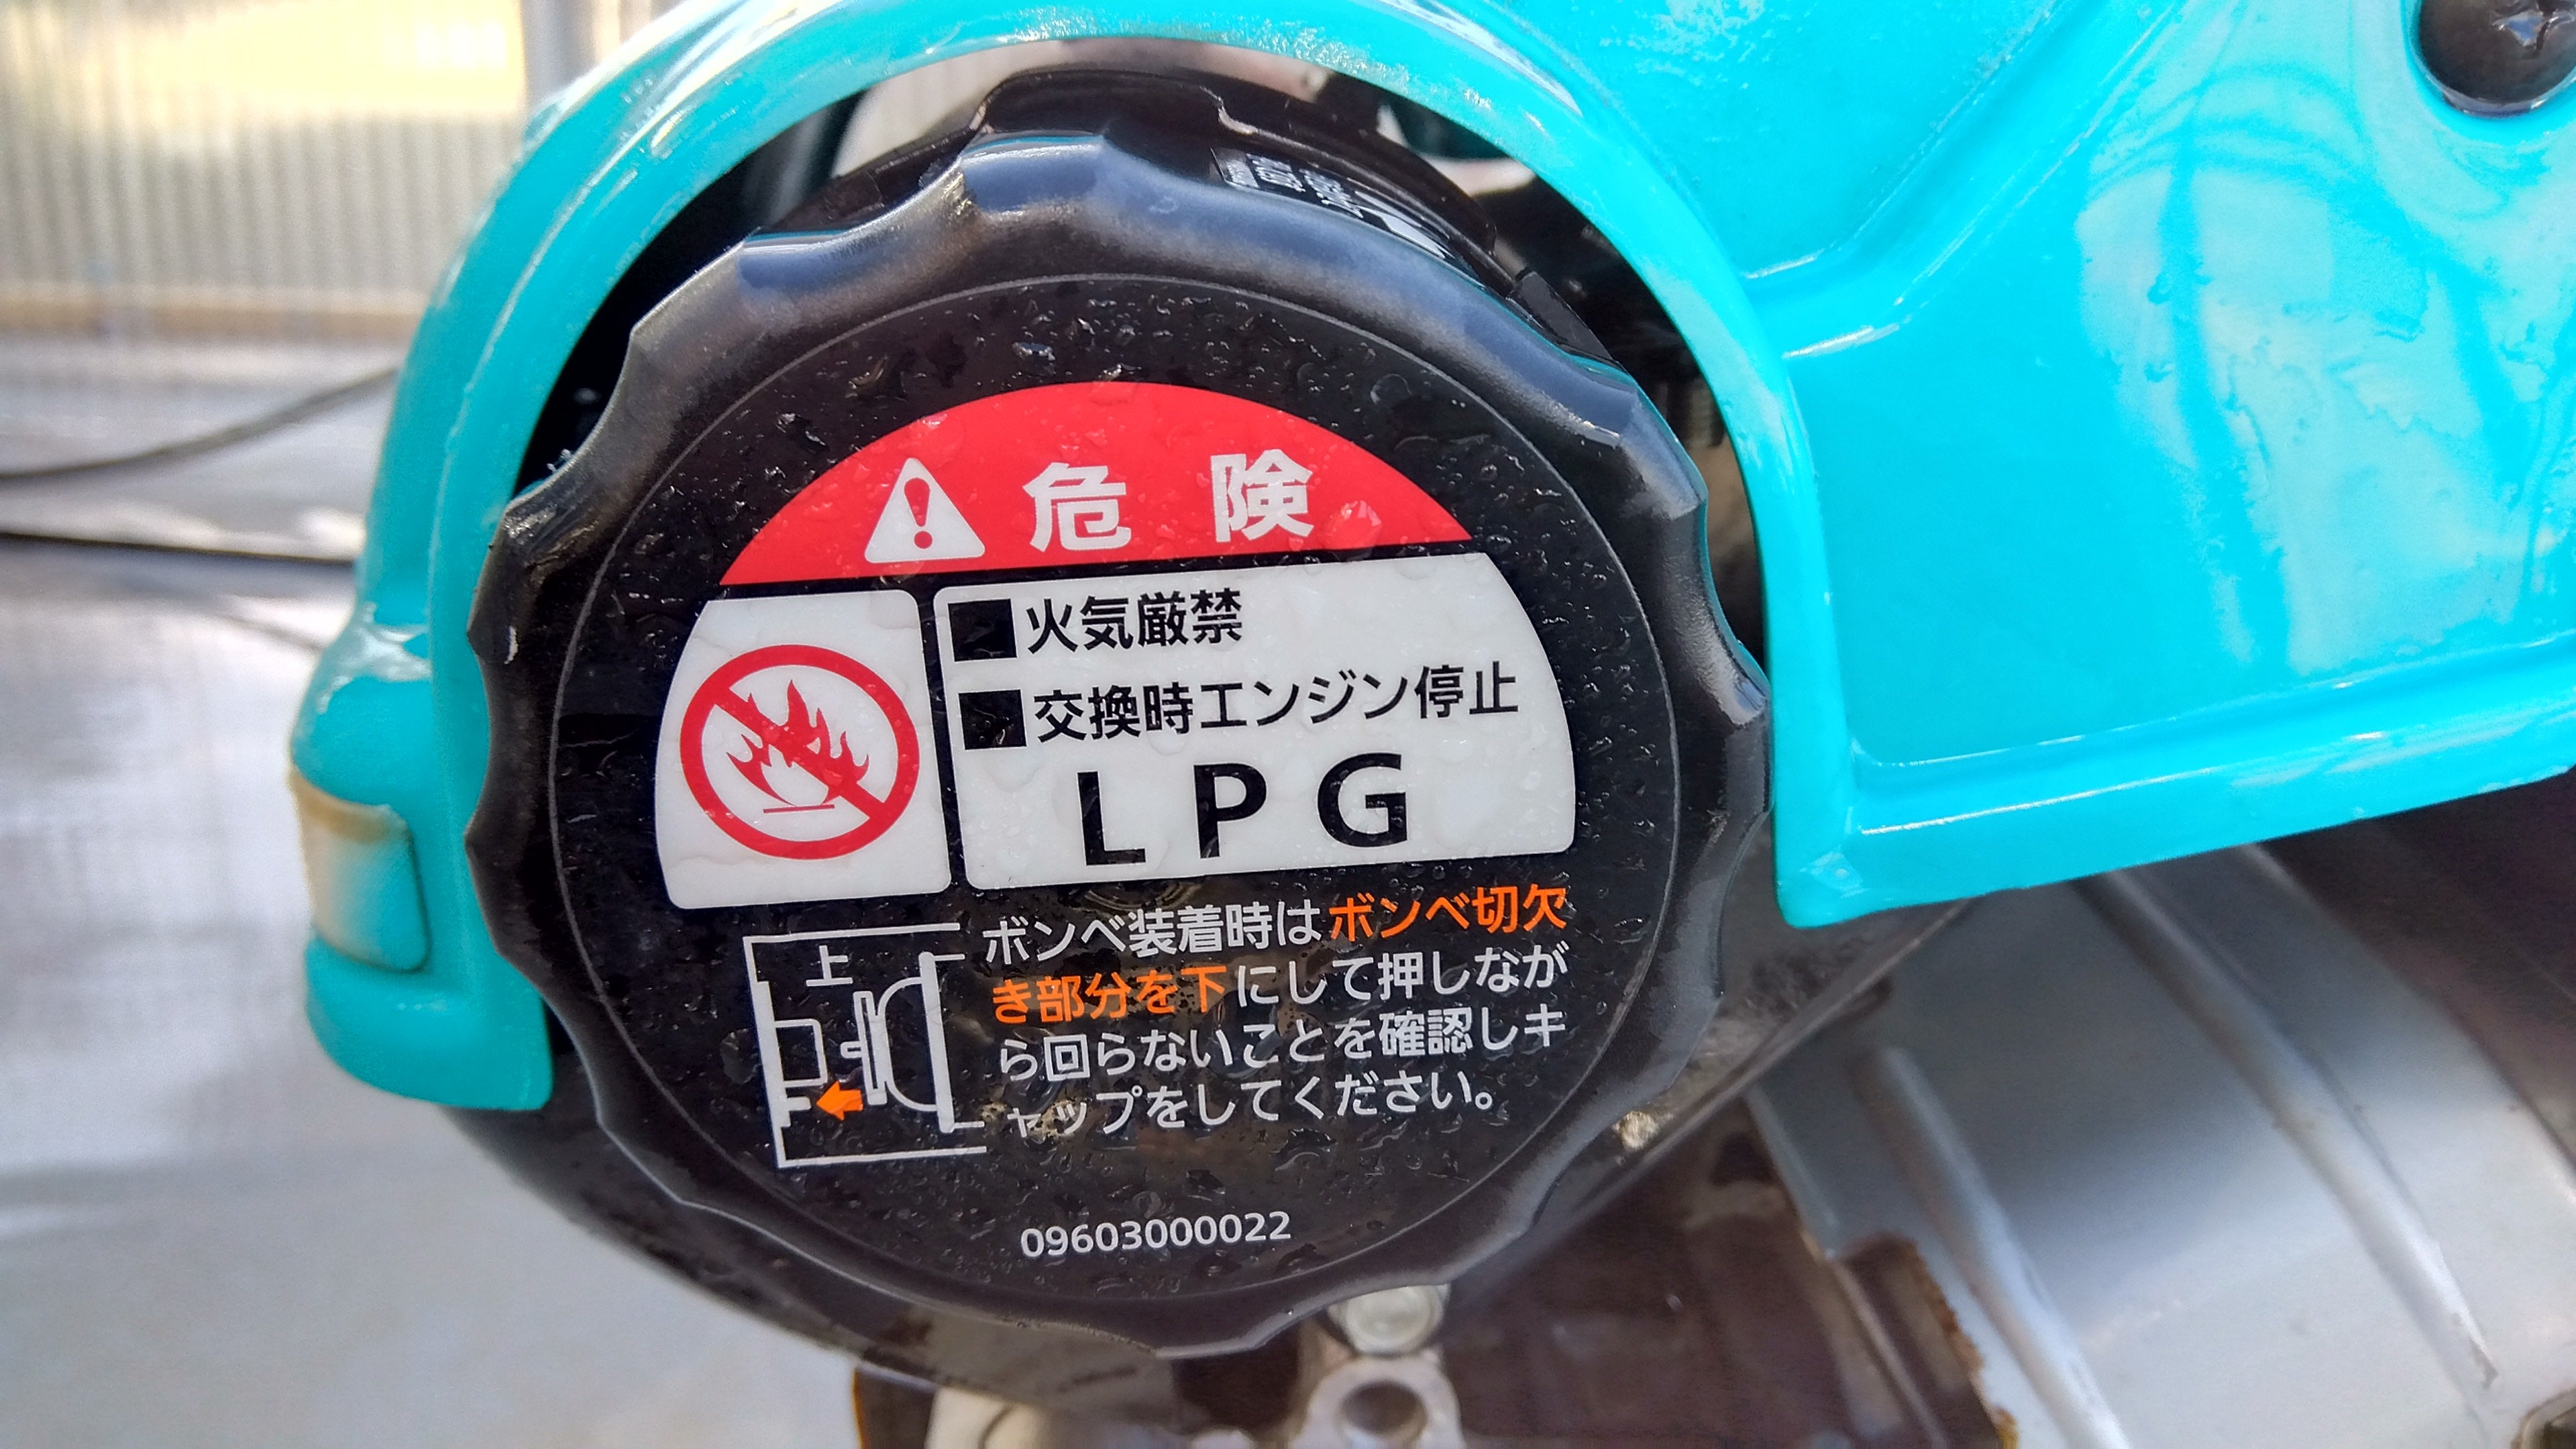 危険
■火気厳禁
■交換時エンジン停止
LPG
上
ボンベ装着時はボンベ切欠
き部分を下にして押しなが
ら回らないことを確認しキ
ャップをしてください。
09603000022